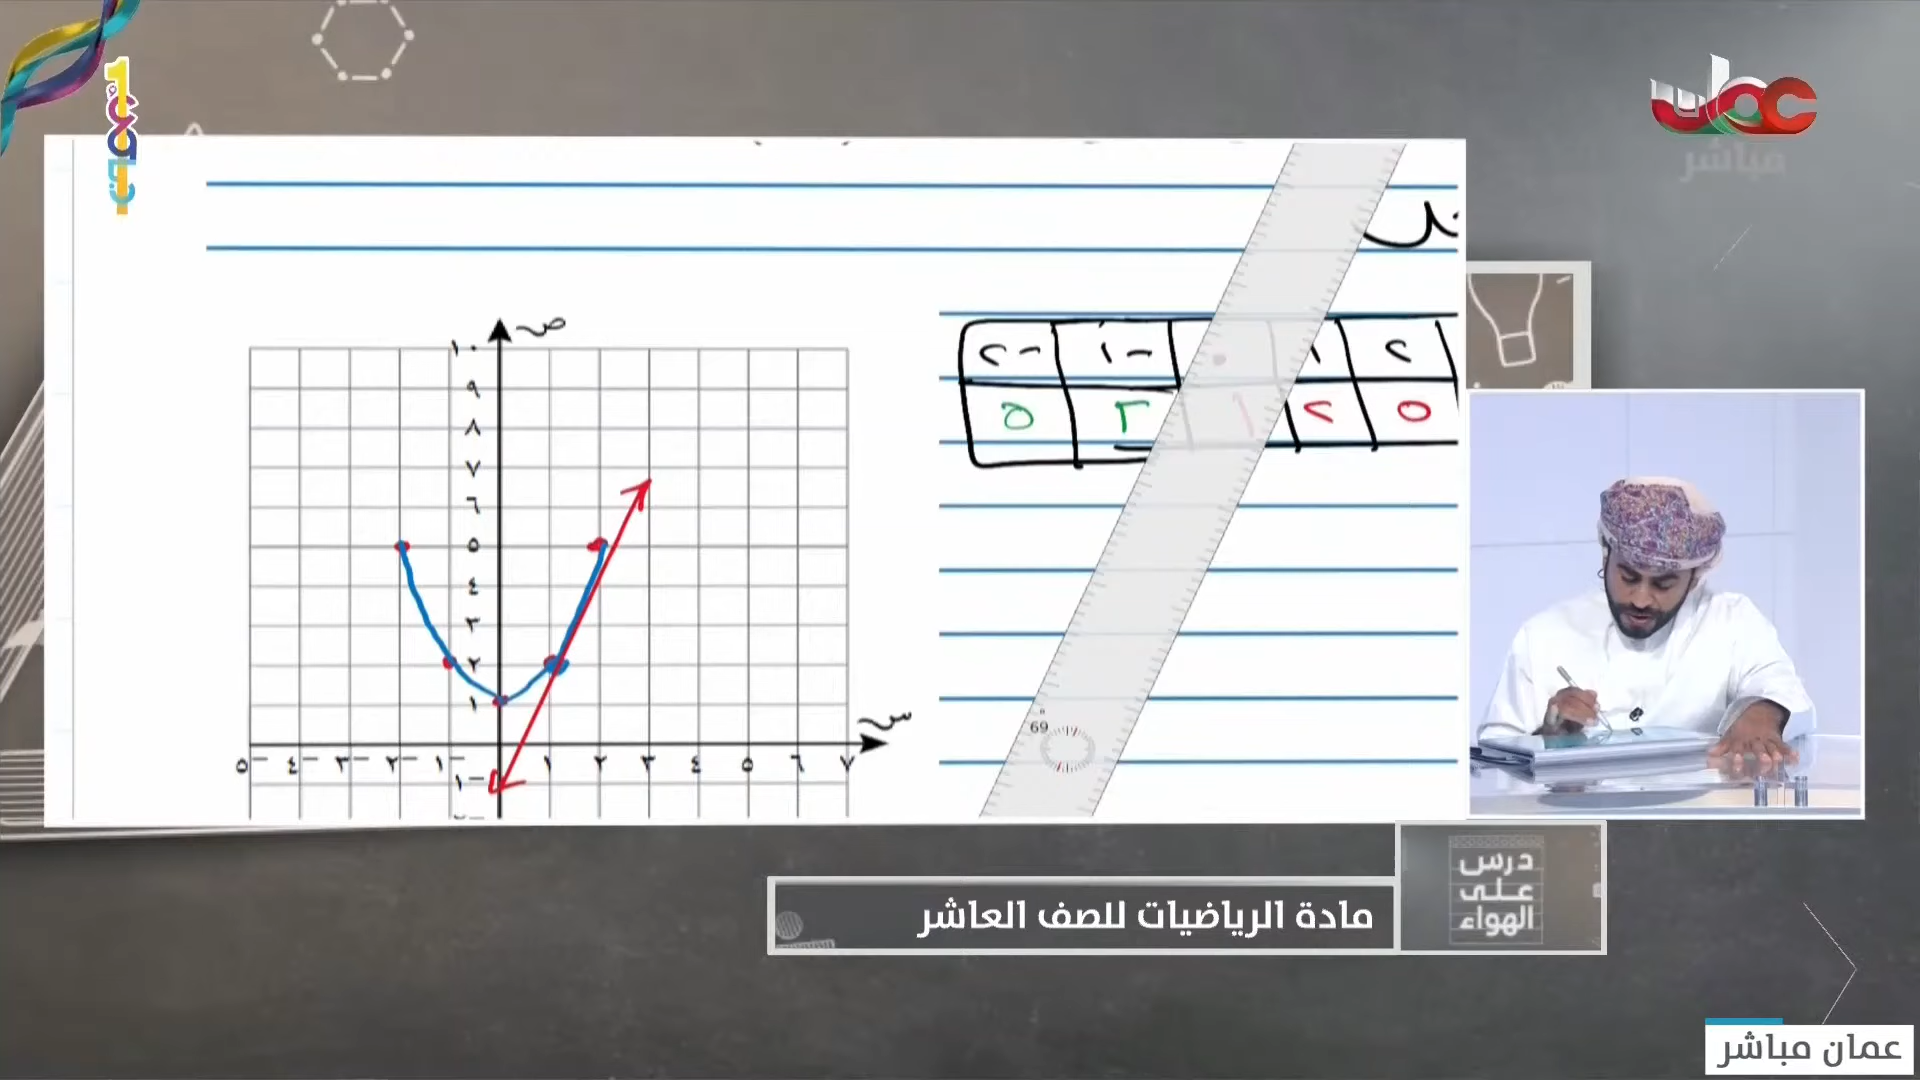 عمان
مباشر
ص
١٠
٩
٨
٧
٦
٥
٤
٣
٢
١
-١
س
-٥ -٤ -٣ -٢ -١ ١ ٢ ٣ ٤ ٥ ٦ ٧
٢ ١ ٠ -١ -٢
٥ ٢ ١ ٢ ٥
69°
درس
على
الهواء
مادة الرياضيات للصف العاشر
عمان مباشر